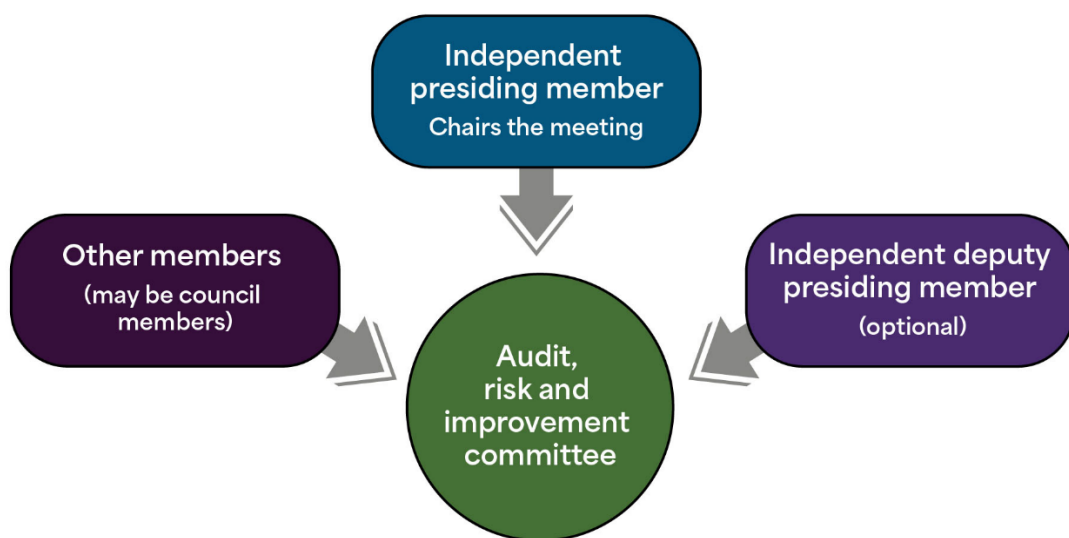 Independent
presiding member
Chairs the meeting
Other members
(may be council
members)
Independent deputy
presiding member
(optional)
Audit,
risk and
improvement
committee